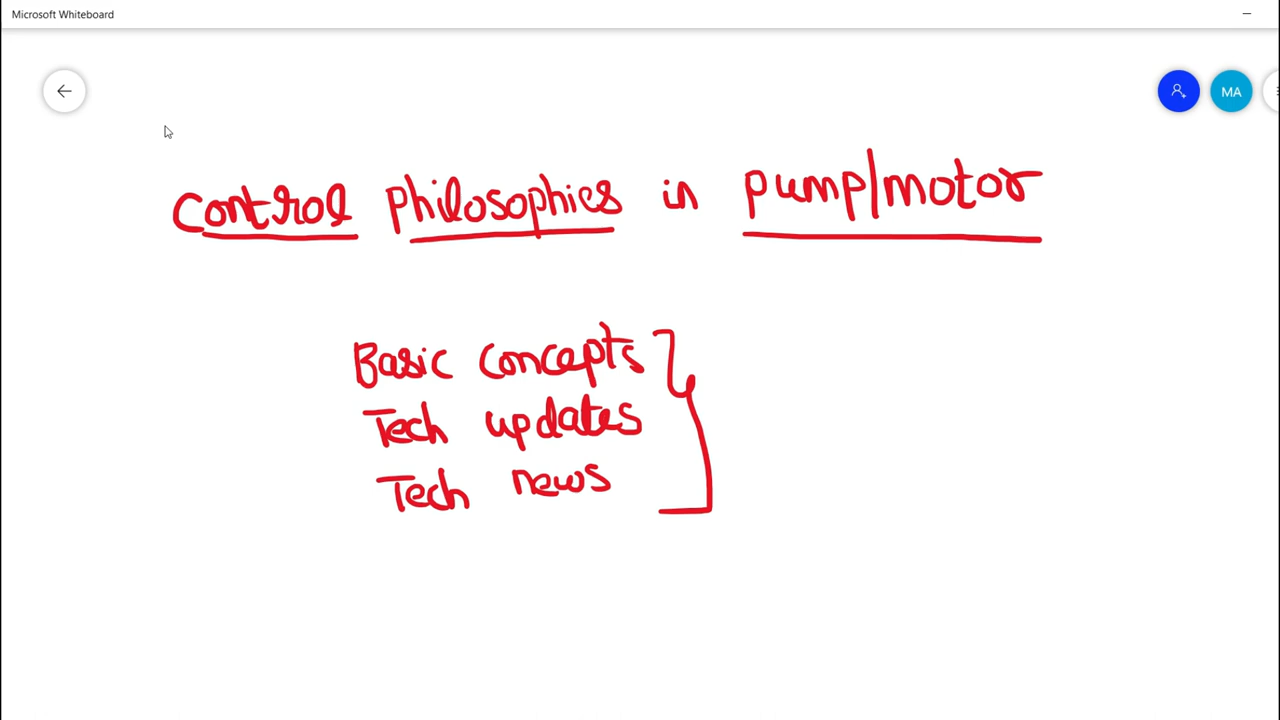 Microsoft Whiteboard
MA
Control philosophies in pump/motor
Basic concepts
Tech updates
Tech news